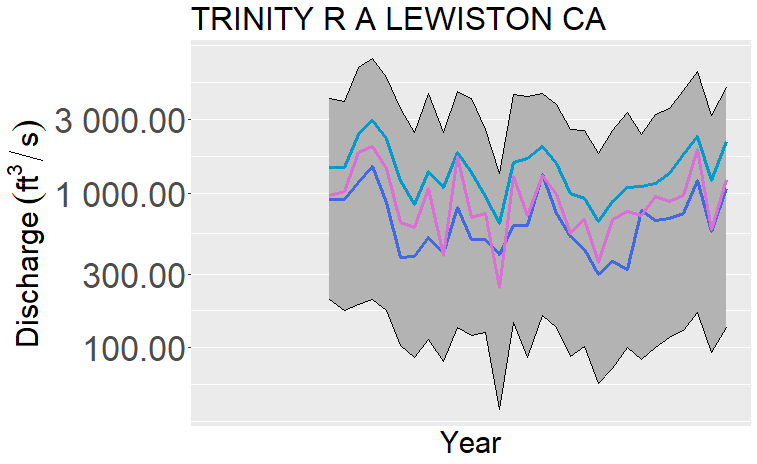 TRINITY R A LEWISTON CA
Discharge (ft³/s)
3 000.00
1 000.00
300.00
100.00
Year